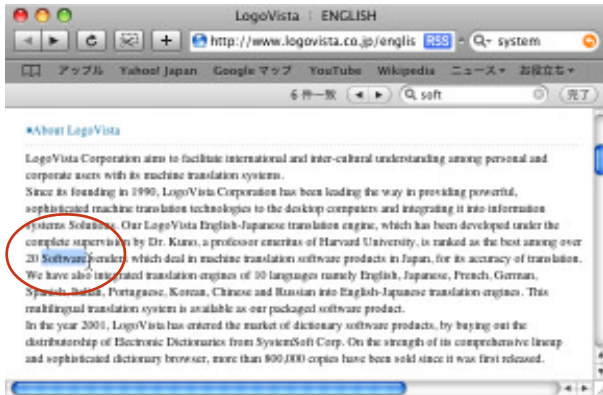 LogoVista : ENGLISH
http://www.logovista.co.jp/englis RSS system
アップル Yahoo! Japan Google マップ YouTube Wikipedia ニュース▾ お役立ち▾
6 件一致 soft 完了
●About LogoVista
LogoVista Corporation aims to facilitate international and inter-cultural understanding among personal and
corporate users with its machine translation systems.
Since its founding in 1990, LogoVista Corporation has been leading the way in providing powerful,
sophisticated machine translation technologies to the desktop computers and integrating it into information
systems Solutions. Our LogoVista English-Japanese translation engine, which has been developed under the
complete supervision by Dr. Kuno, a professor emeritus of Harvard University, is ranked as the best among over
20 Software venders which deal in machine translation software products in Japan, for its accuracy of translation.
We have also integrated translation engines of 10 languages namely English, Japanese, French, German,
Spanish, Italian, Portuguese, Korean, Chinese and Russian into English-Japanese translation engines. This
multilingual translation system is available as our packaged software product.
In the year 2001, LogoVista has entered the market of dictionary software products, by buying out the
distributorship of Electronic Dictionaries from SystemSoft Corp. On the strength of its comprehensive lineup
and sophisticated dictionary browser, more than 800,000 copies have been sold since it was first released.